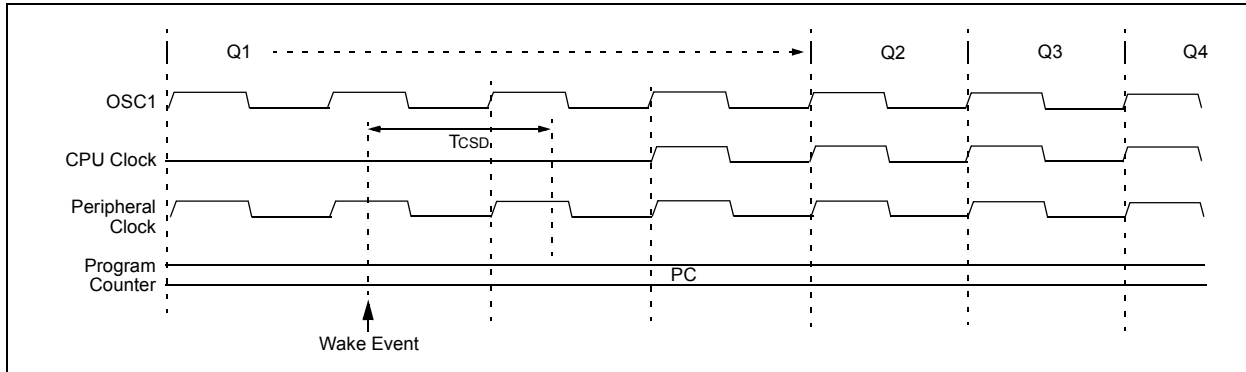 Q1
Q2
Q3
Q4
OSC1
TCSD
CPU Clock
Peripheral
Clock
Program
Counter
PC
Wake Event